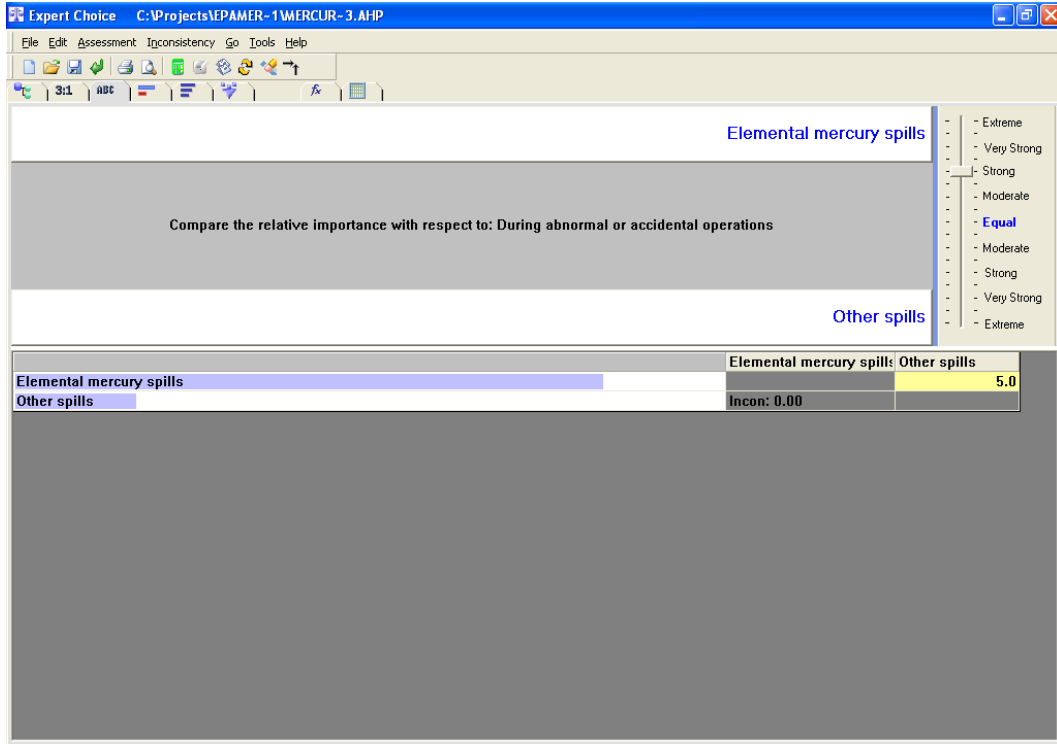 Expert Choice C:\Projects\EPAMER~1\MERCUR~3.AHP
File Edit Assessment Inconsistency Go Tools Help
3:1 ABC fx
Elemental mercury spills
Compare the relative importance with respect to: During abnormal or accidental operations
Other spills
Extreme
Very Strong
Strong
Moderate
Equal
Moderate
Strong
Very Strong
Extreme
Elemental mercury spills Other spills
Elemental mercury spills 5.0
Other spills Incon: 0.00